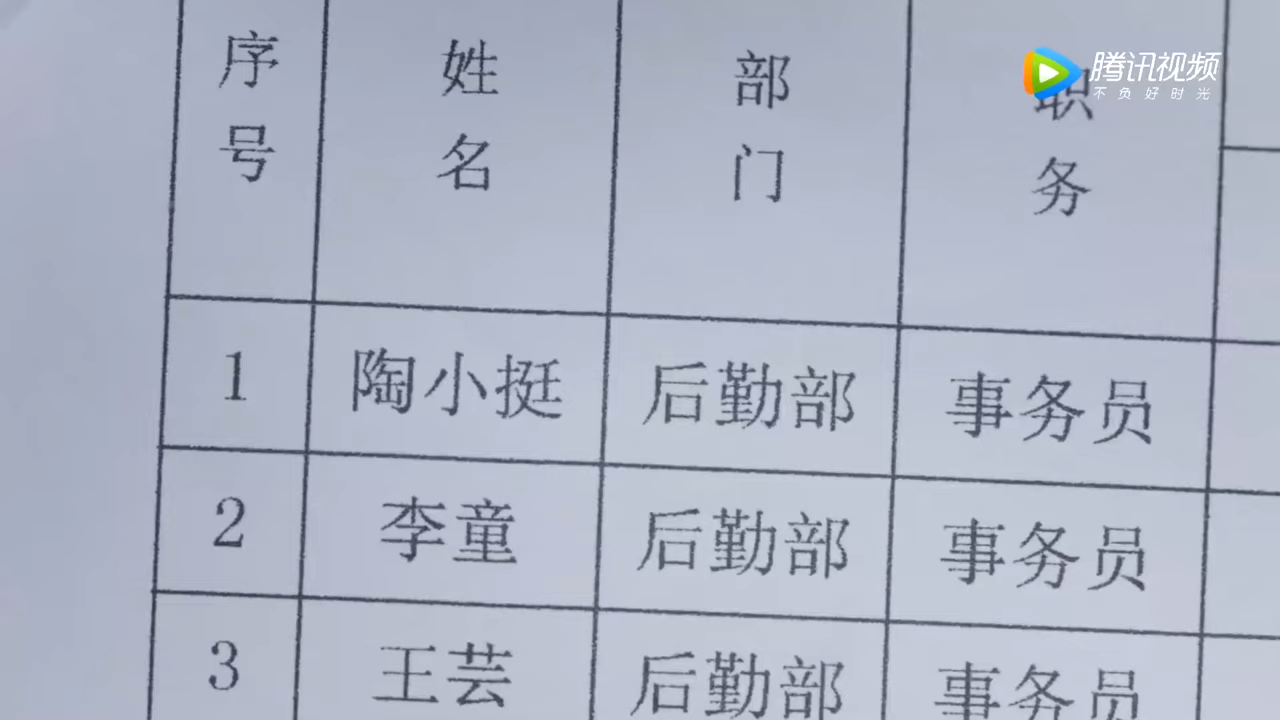 序号 姓名 部门 职务
腾讯视频
不负好时光
1 陶小挺 后勤部 事务员
2 李童 后勤部 事务员
3 王芸 后勤部 事务员